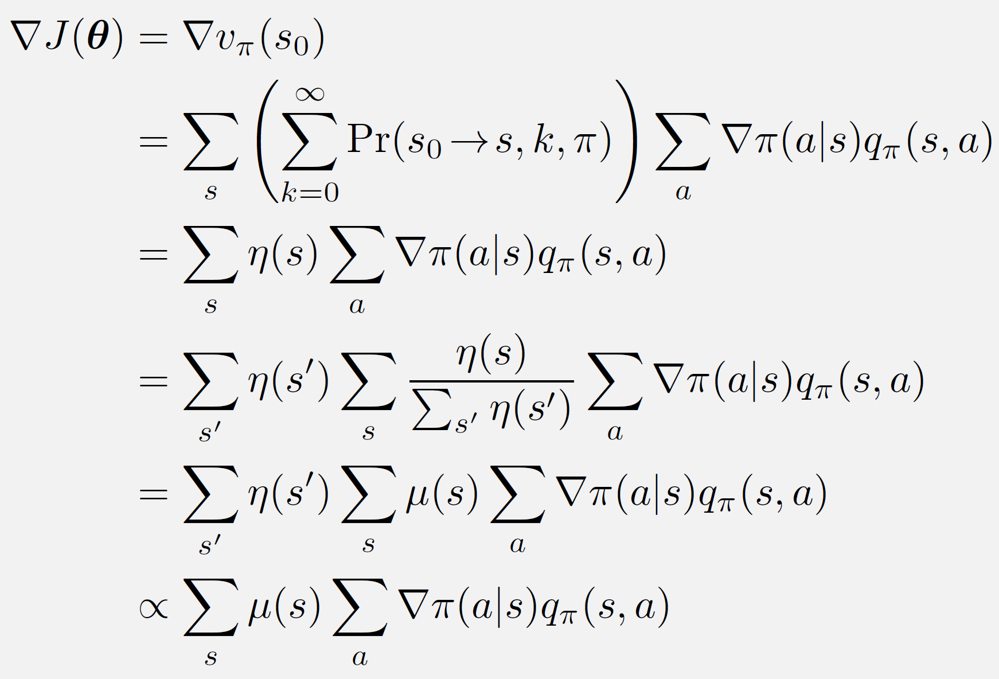 ∇J(θ) = ∇v_π(s_0)
= ∑_s ( ∑_{k=0}^{∞} Pr(s_0 → s, k, π) ) ∑_a ∇π(a|s)q_π(s, a)
= ∑_s η(s) ∑_a ∇π(a|s)q_π(s, a)
= ∑_{s′} η(s′) ∑_s \frac{η(s)}{∑_{s′} η(s′)} ∑_a ∇π(a|s)q_π(s, a)
= ∑_{s′} η(s′) ∑_s μ(s) ∑_a ∇π(a|s)q_π(s, a)
∝ ∑_s μ(s) ∑_a ∇π(a|s)q_π(s, a)